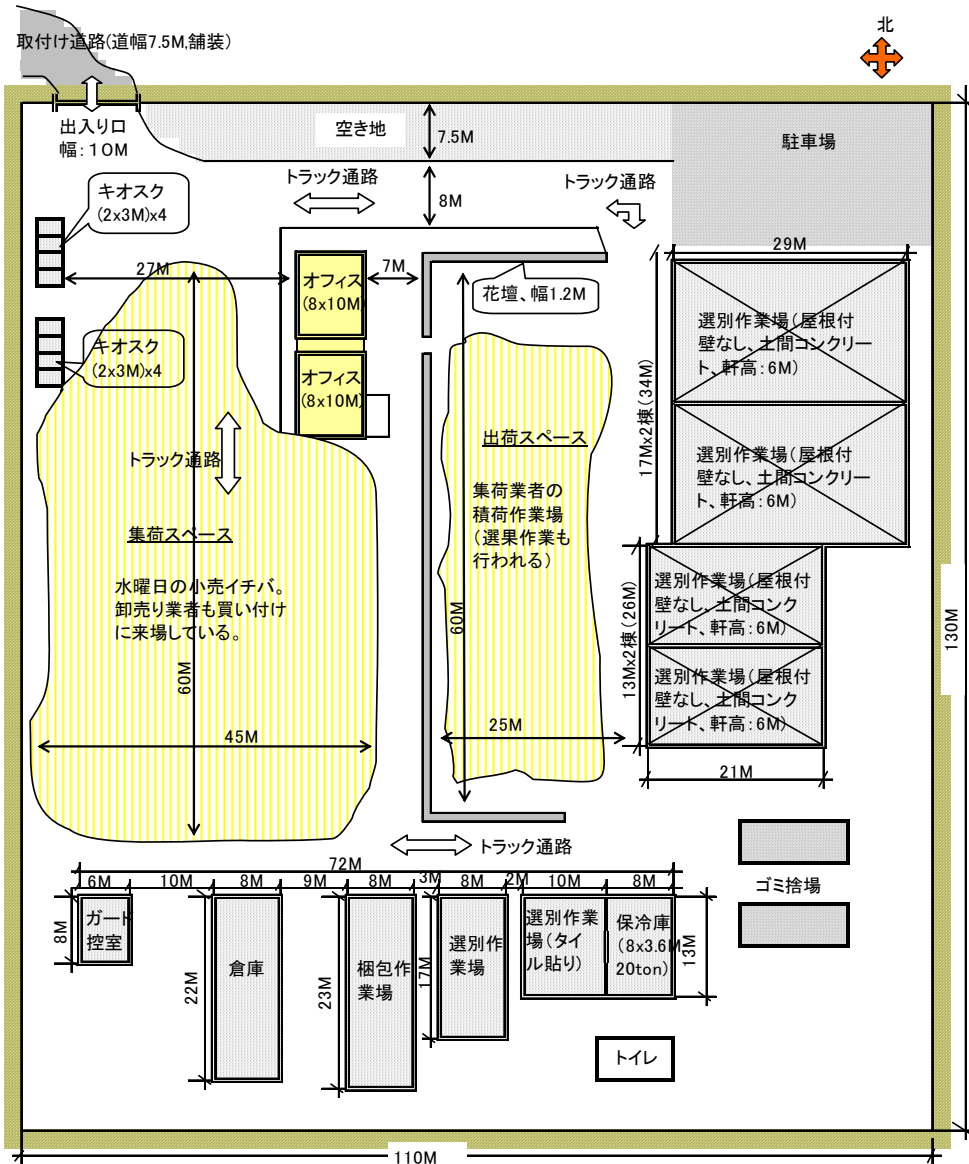 北
取付け道路(道幅7.5M,舗装)
出入り口
幅:10M
空き地
7.5M
駐車場
キオスク
(2x3M)x4
トラック通路
8M
トラック通路
29M
27M
オフィス
(8x10M)
7M
花壇、幅1.2M
選別作業場(屋根付
壁なし、土間コンクリー
ト、軒高:6M)
キオスク
(2x3M)x4
オフィス
(8x10M)
17Mx2棟(34M)
選別作業場(屋根付
壁なし、土間コンクリー
ト、軒高:6M)
トラック通路
出荷スペース
集荷業者の
積荷作業場
(選果作業も
行われる)
集荷スペース
水曜日の小売イチバ。
卸売り業者も買い付け
に来場している。
60M
60M
45M
25M
13Mx2棟(26M)
選別作業場(屋根付
壁なし、土間コンク
リート、軒高:6M)
選別作業場(屋根付
壁なし、土間コンク
リート、軒高:6M)
21M
130M
トラック通路
72M
6M
10M
8M
9M
8M
3M
8M
2M
10M
8M
ゴミ捨場
8M
ガード
控室
22M
倉庫
23M
梱包作
業場
17M
選別作
業場
選別作業
場(タイ
ル貼り)
保冷庫
(8x3.6M
20ton)
13M
トイレ
110M